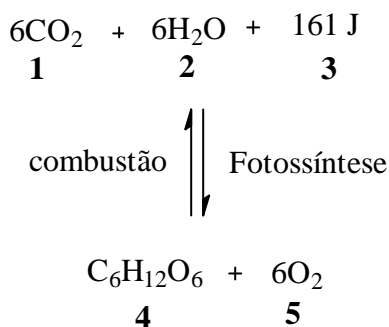 6CO₂ + 6H₂O + 161 J
1 2 3
combustão Fotossíntese
C₆H₁₂O₆ + 6O₂
4 5